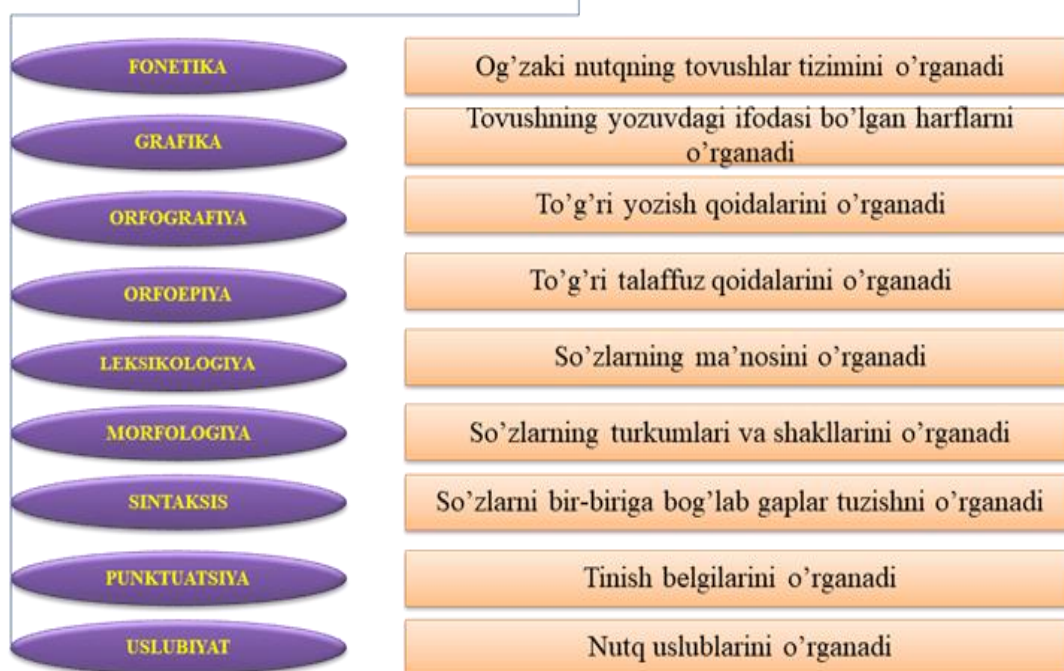 FONETIKA
Og’zaki nutqning tovushlar tizimini o’rganadi
GRAFIKA
Tovushning yozuvdagi ifodasi bo’lgan harflarni
o’rganadi
ORFOGRAFIYA
To’g’ri yozish qoidalarini o’rganadi
ORFOEPIYA
To’g’ri talaffuz qoidalarini o’rganadi
LEKSIKOLOGIYA
So’zlarning ma’nosini o’rganadi
MORFOLOGIYA
So’zlarning turkumlari va shakllarini o’rganadi
SINTAKSIS
So’zlarni bir-biriga bog’lab gaplar tuzishni o’rganadi
PUNKTUATSIYA
Tinish belgilarini o’rganadi
USLUBIYAT
Nutq uslublarini o’rganadi